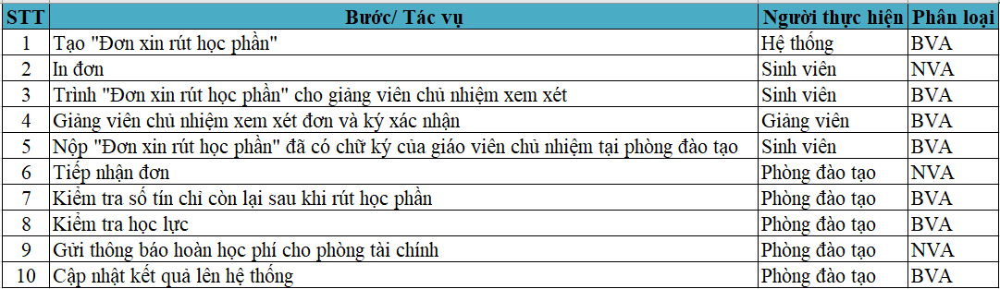 STT Bước/ Tác vụ Người thực hiện Phân loại
1 Tạo "Đơn xin rút học phần" Hệ thống BVA
2 In đơn Sinh viên NVA
3 Trình "Đơn xin rút học phần" cho giảng viên chủ nhiệm xem xét Sinh viên BVA
4 Giảng viên chủ nhiệm xem xét đơn và ký xác nhận Giảng viên BVA
5 Nộp "Đơn xin rút học phần" đã có chữ ký của giáo viên chủ nhiệm tại phòng đào tạo Sinh viên BVA
6 Tiếp nhận đơn Phòng đào tạo NVA
7 Kiểm tra số tín chỉ còn lại sau khi rút học phần Phòng đào tạo BVA
8 Kiểm tra học lực Phòng đào tạo BVA
9 Gửi thông báo hoàn học phí cho phòng tài chính Phòng đào tạo NVA
10 Cập nhật kết quả lên hệ thống Phòng đào tạo BVA